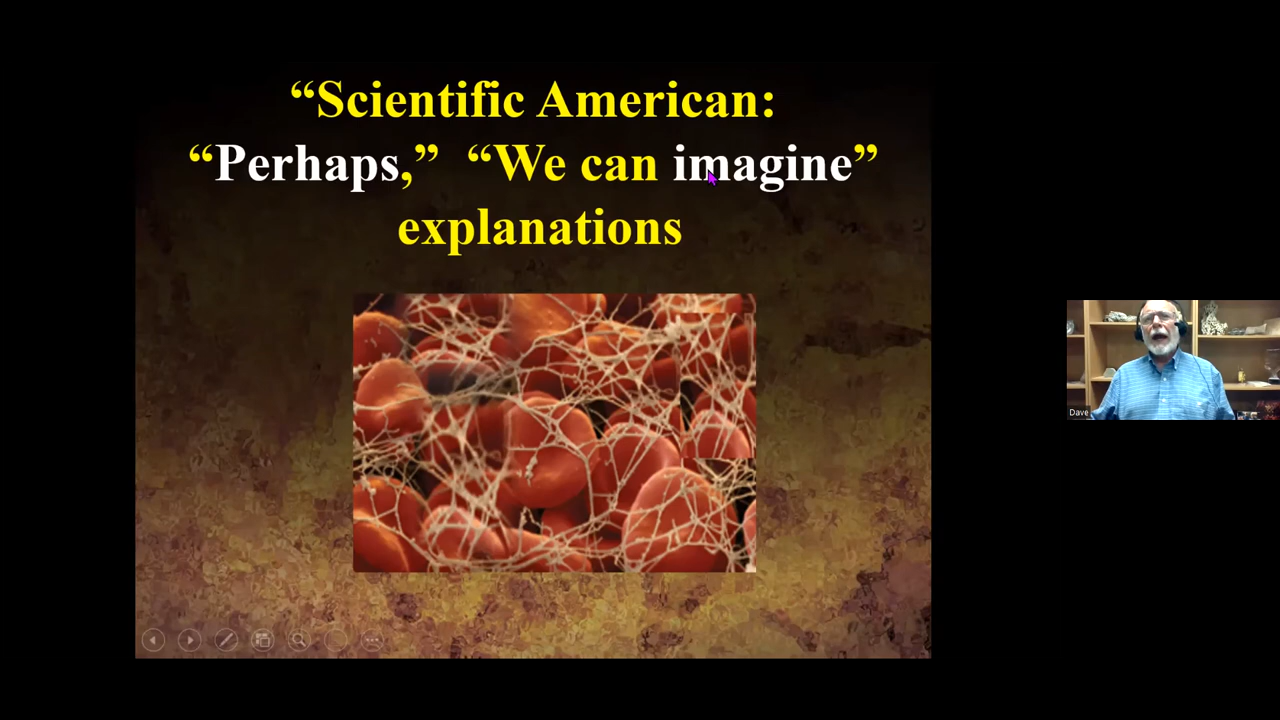 “Scientific American:
“Perhaps,” “We can imagine”
explanations
Dave